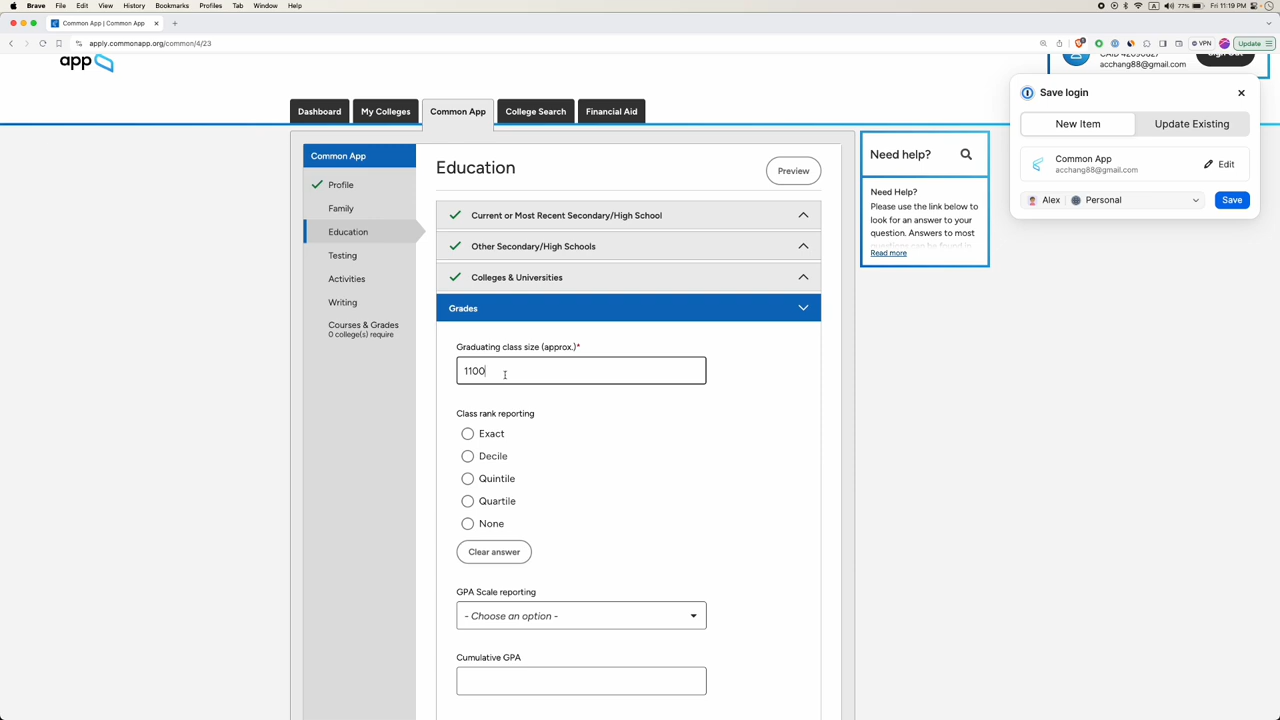 Brave File Edit View History Bookmarks Profiles Tab Window Help
A 77% Fri 11:19 PM
Common App | Common App
apply.commonapp.org/common/4/23
VPN
Update
app
acchang88@gmail.com
Save login
New Item
Update Existing
Common App
acchang88@gmail.com
Edit
Alex
Personal
Save
Dashboard
My Colleges
Common App
College Search
Financial Aid
Common App
Profile
Family
Education
Testing
Activities
Writing
Courses & Grades
0 college(s) require
Education
Preview
Current or Most Recent Secondary/High School
Other Secondary/High Schools
Colleges & Universities
Grades
Graduating class size (approx.)*
1100
Class rank reporting
Exact
Decile
Quintile
Quartile
None
Clear answer
GPA Scale reporting
- Choose an option -
Cumulative GPA
Need help?
Need Help?
Please use the link below to
look for an answer to your
question. Answers to most
Read more